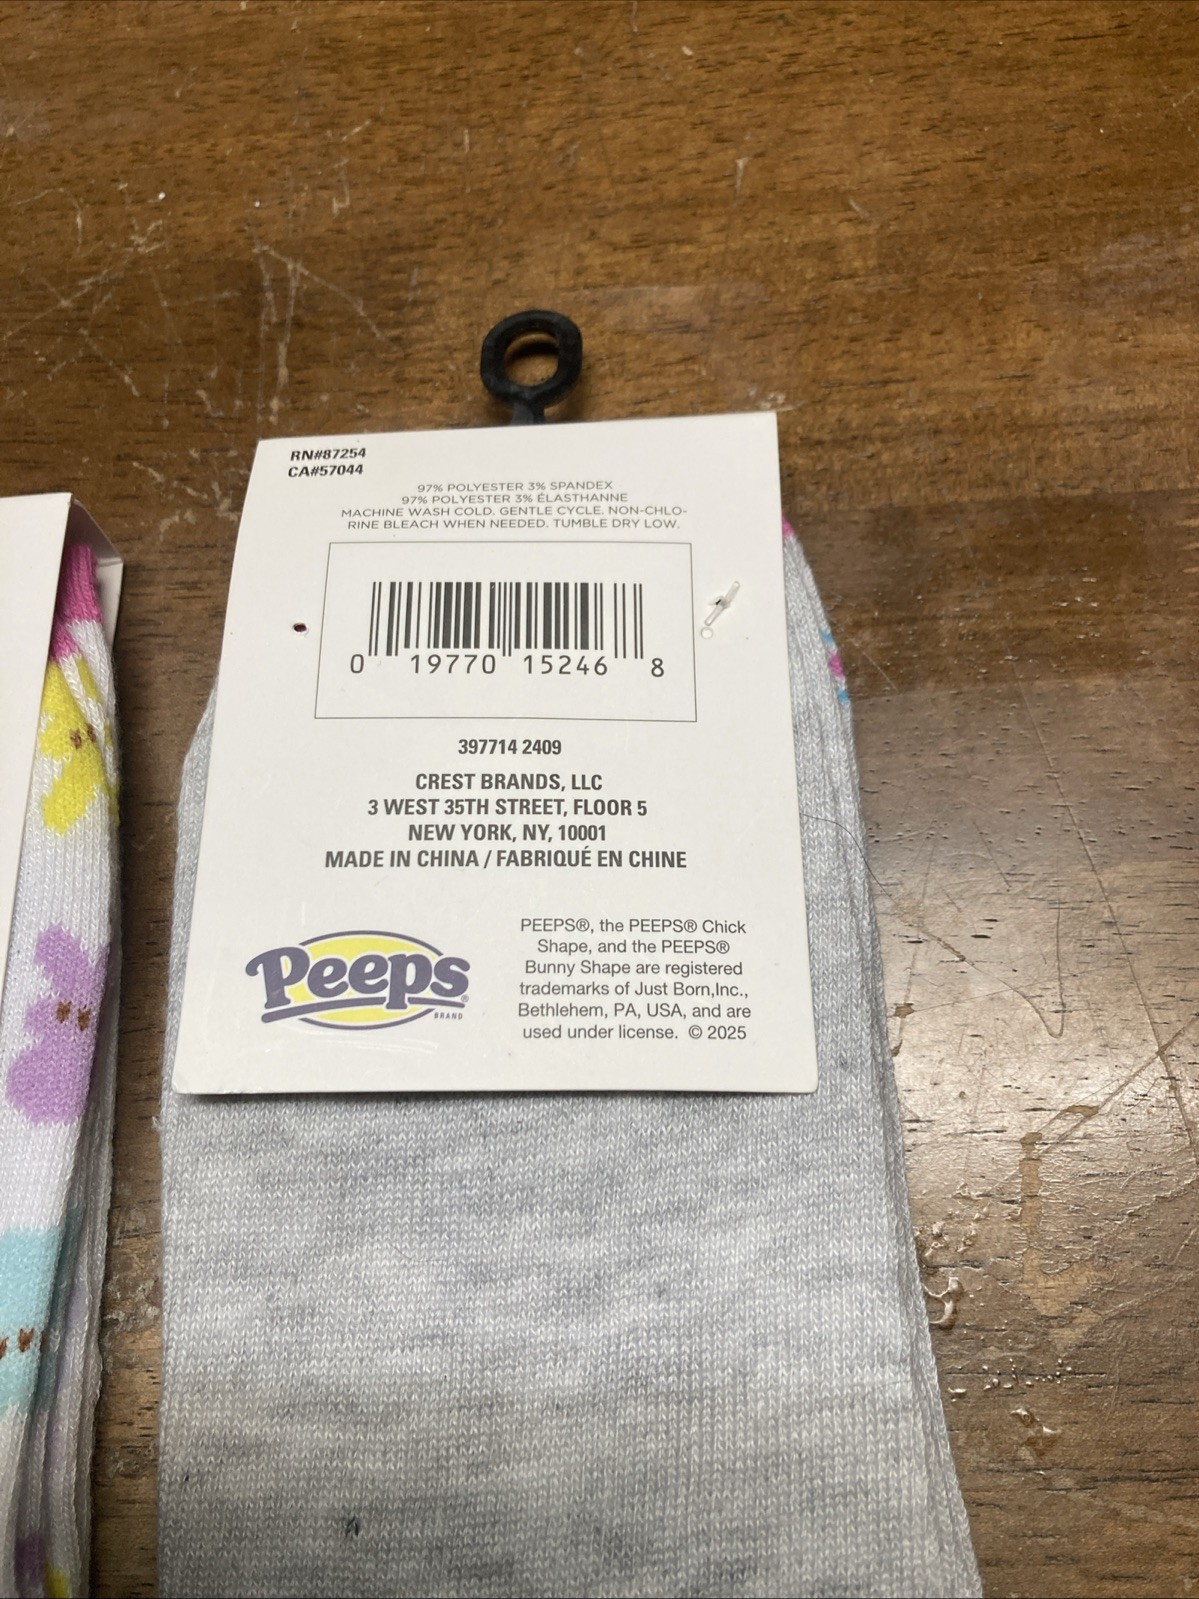 RN#87254
CA#57044
97% POLYESTER 3% SPANDEX
97% POLYESTER 3% ÉLASTHANNE
MACHINE WASH COLD. GENTLE CYCLE. NON-CHLO-
RINE BLEACH WHEN NEEDED. TUMBLE DRY LOW.
0 19770 15246 8
397714 2409
CREST BRANDS, LLC
3 WEST 35TH STREET, FLOOR 5
NEW YORK, NY, 10001
MADE IN CHINA / FABRIQUÉ EN CHINE
Peeps®
BRAND
PEEPS®, the PEEPS® Chick
Shape, and the PEEPS®
Bunny Shape are registered
trademarks of Just Born,Inc.,
Bethlehem, PA, USA, and are
used under license. © 2025